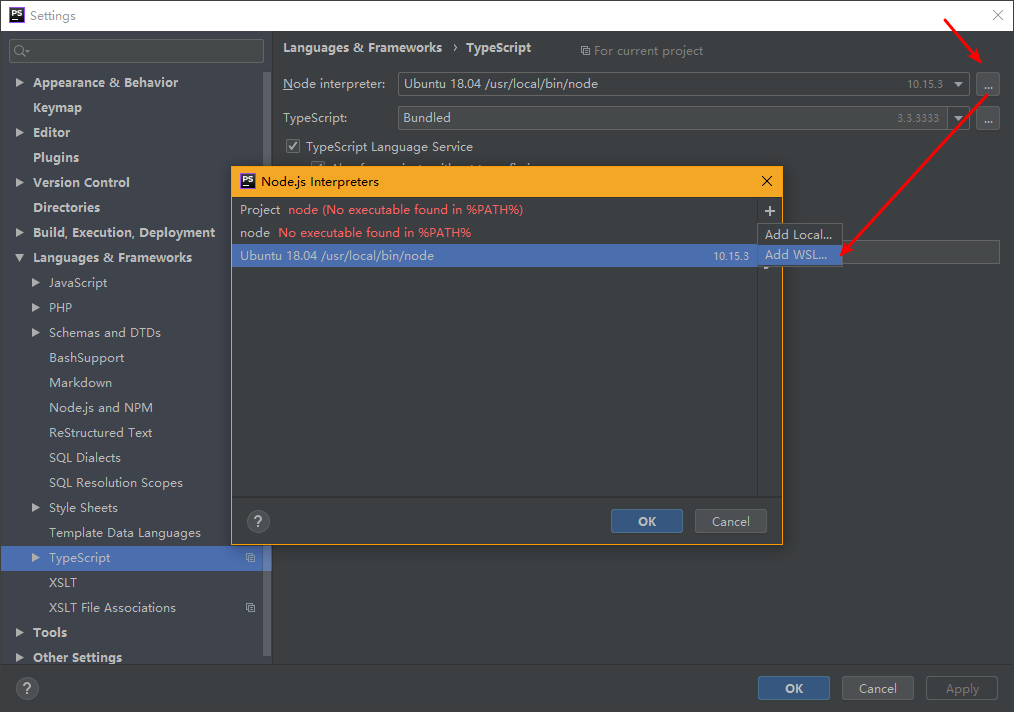 PS Settings
Languages & Frameworks › TypeScript For current project
Appearance & Behavior
Keymap
Editor
Plugins
Version Control
Directories
Build, Execution, Deployment
Languages & Frameworks
JavaScript
PHP
Schemas and DTDs
BashSupport
Markdown
Node.js and NPM
ReStructured Text
SQL Dialects
SQL Resolution Scopes
Style Sheets
Template Data Languages
TypeScript
XSLT
XSLT File Associations
Tools
Other Settings
Node interpreter: Ubuntu 18.04 /usr/local/bin/node 10.15.3 ...
TypeScript: Bundled 3.3.3333 ...
TypeScript Language Service
PS Node.js Interpreters
Project node (No executable found in %PATH%)
node No executable found in %PATH%
Ubuntu 18.04 /usr/local/bin/node 10.15.3
Add Local...
Add WSL...
? OK Cancel
? OK Cancel Apply